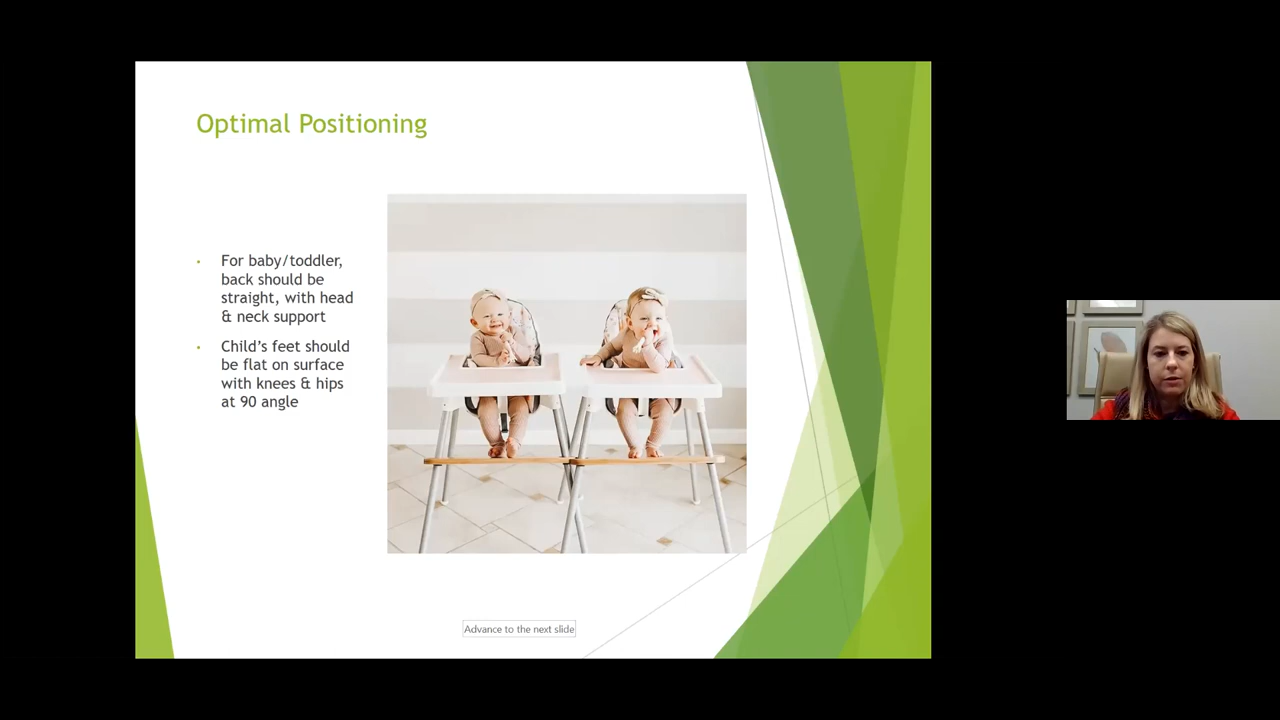 Optimal Positioning
• For baby/toddler,
back should be
straight, with head
& neck support
• Child's feet should
be flat on surface
with knees & hips
at 90 angle
Advance to the next slide